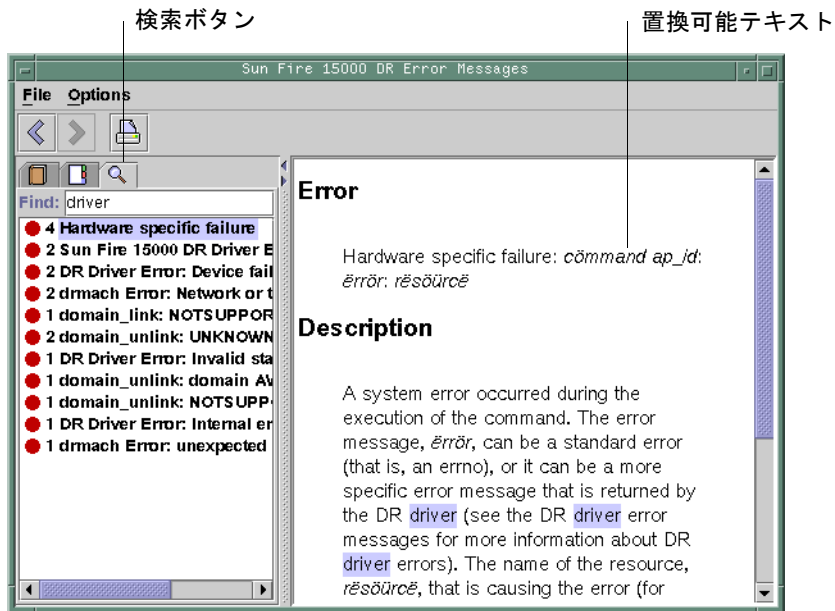 検索ボタン
置換可能テキスト
Sun Fire 15000 DR Error Messages
File Options
Find: driver
4 Hardware specific failure
2 Sun Fire 15000 DR Driver E
2 DR Driver Error: Device fail
2 drmach Error: Network or t
1 domain_link: NOTSUPPOR
2 domain_unlink: UNKNOWN
1 DR Driver Error: Invalid sta
1 domain_unlink: domain AV
1 domain_unlink: NOTSUPP
1 DR Driver Error: Internal er
1 drmach Error: unexpected
Error
Hardware specific failure: cömmand ap_id:
ërrör: rësöürcë
Description
A system error occurred during the
execution of the command. The error
message, ërrör, can be a standard error
(that is, an errno), or it can be a more
specific error message that is returned by
the DR driver (see the DR driver error
messages for more information about DR
driver errors). The name of the resource,
rësöürcë, that is causing the error (for